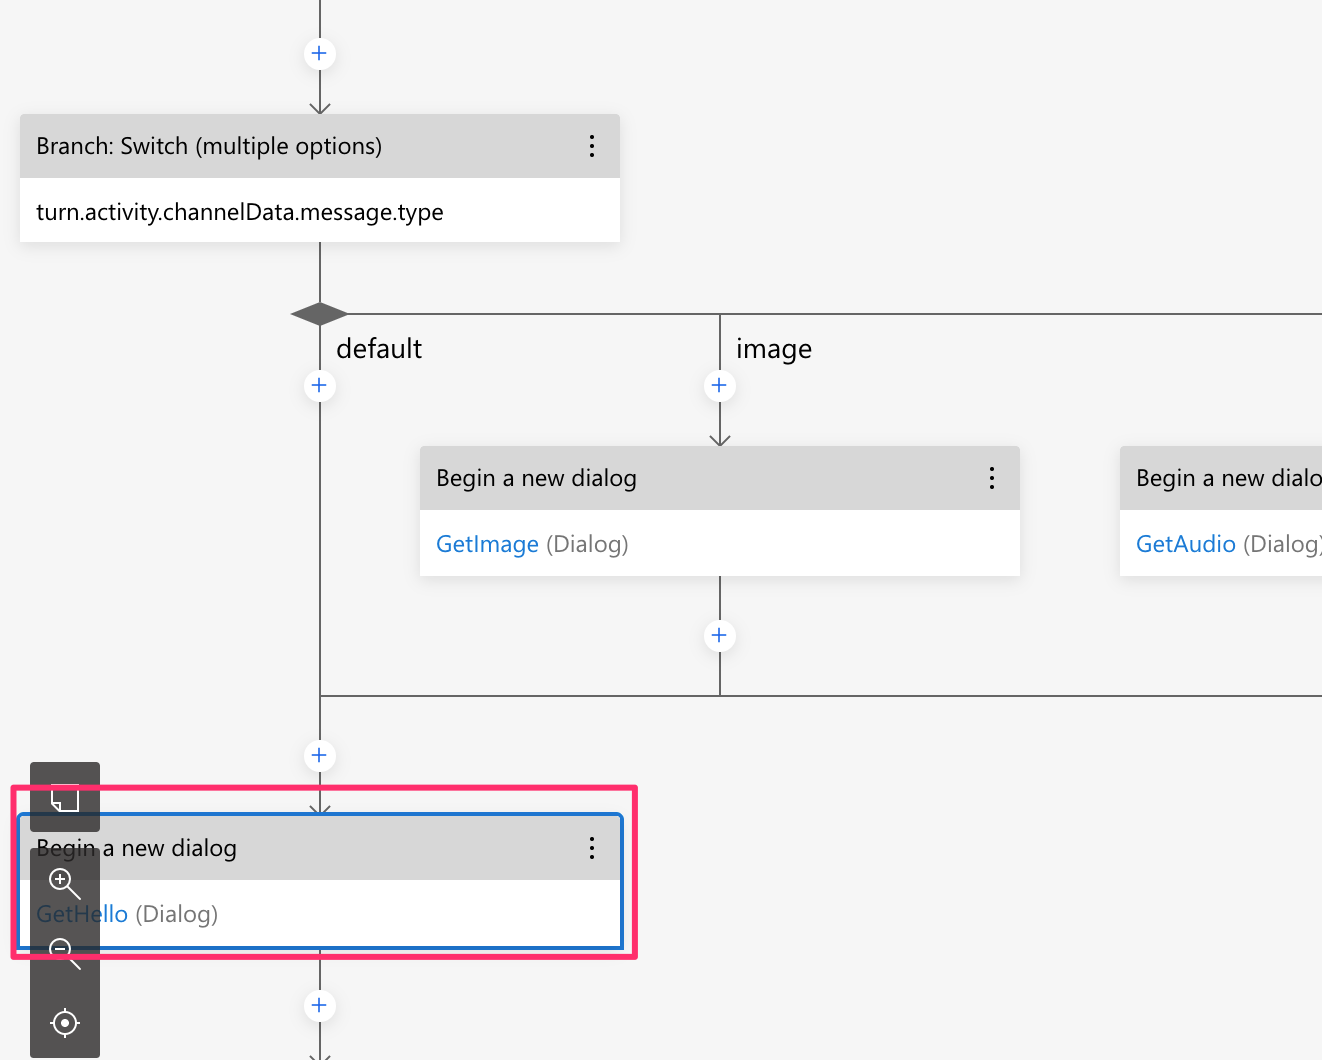 Branch: Switch (multiple options)
turn.activity.channelData.message.type
default
image
Begin a new dialog
GetImage (Dialog)
Begin a new dialo
GetAudio (Dialog)
Begin a new dialog
GetHello (Dialog)